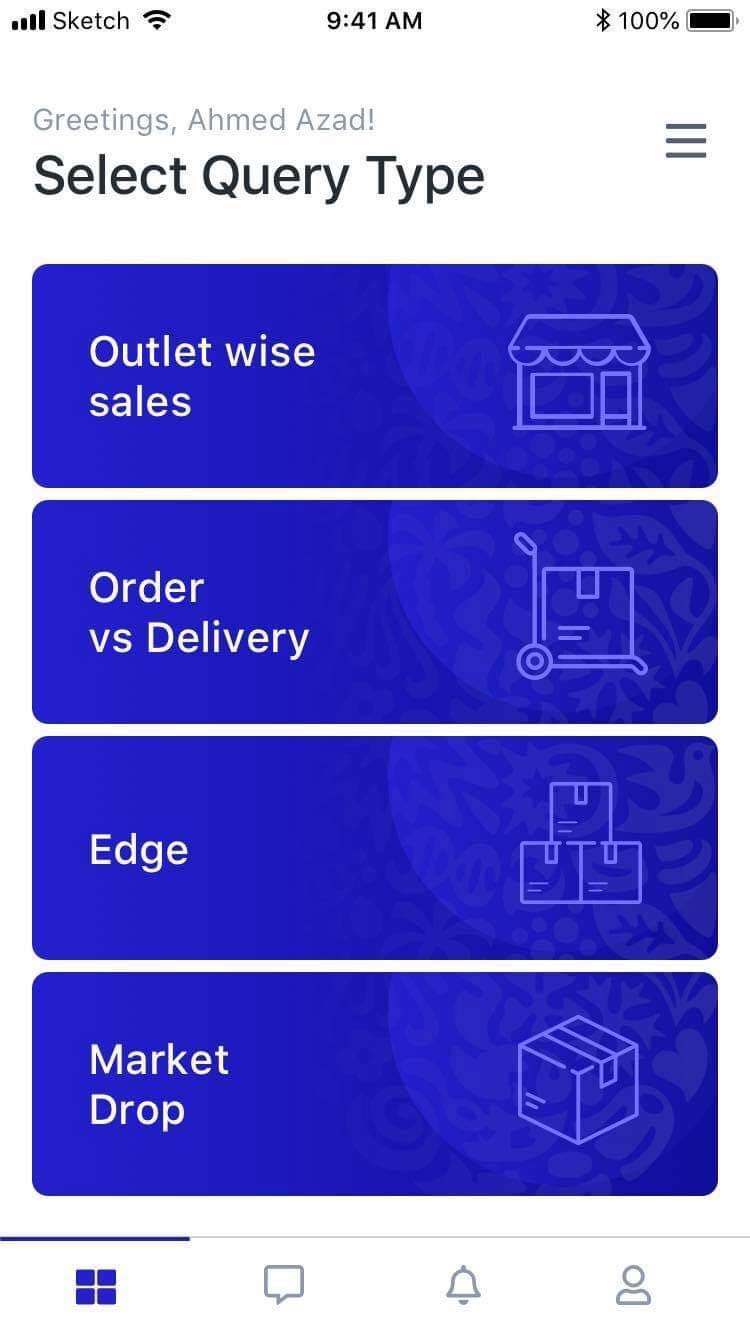 Sketch 9:41 AM 100%
Greetings, Ahmed Azad!
Select Query Type
Outlet wise
sales
Order
vs Delivery
Edge
Market
Drop